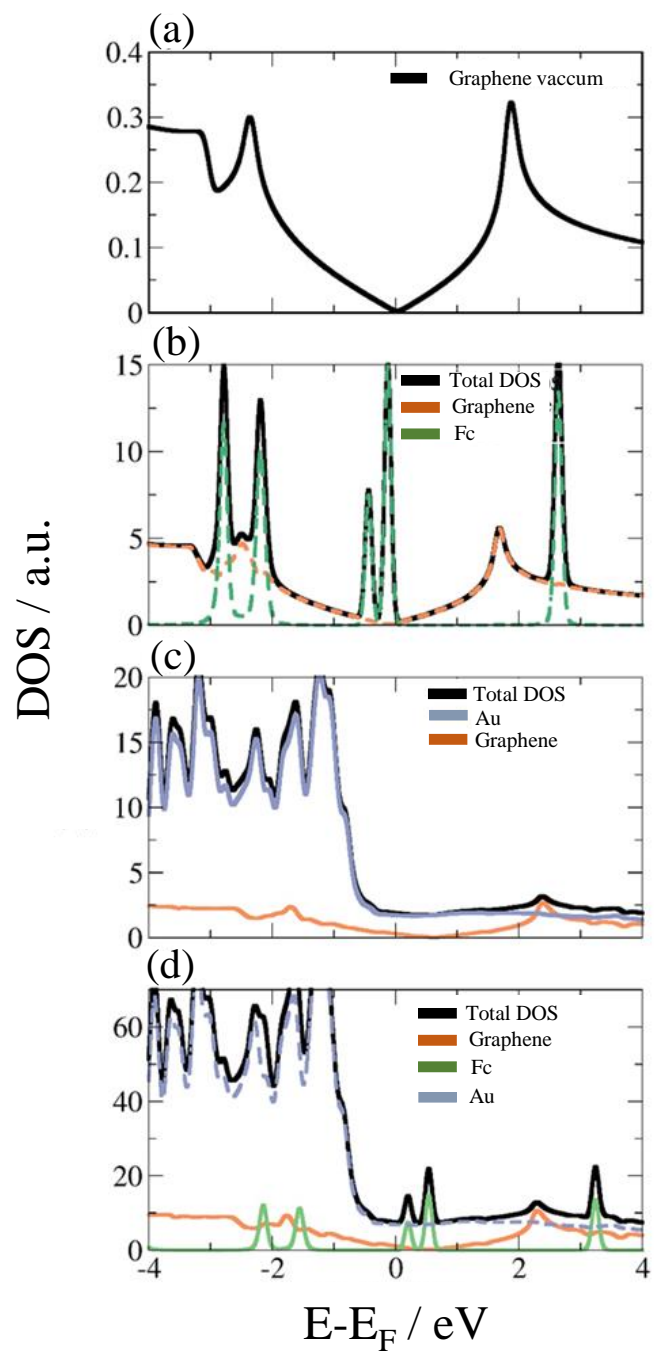 (a)
0.4
0.3
0.2
0.1
0
Graphene vaccum
(b)
15
10
5
0
Total DOS
Graphene
Fc
DOS / a.u.
(c)
20
15
10
5
0
Total DOS
Au
Graphene
(d)
60
40
20
0
Total DOS
Graphene
Fc
Au
-4 -2 0 2 4
E-EF / eV